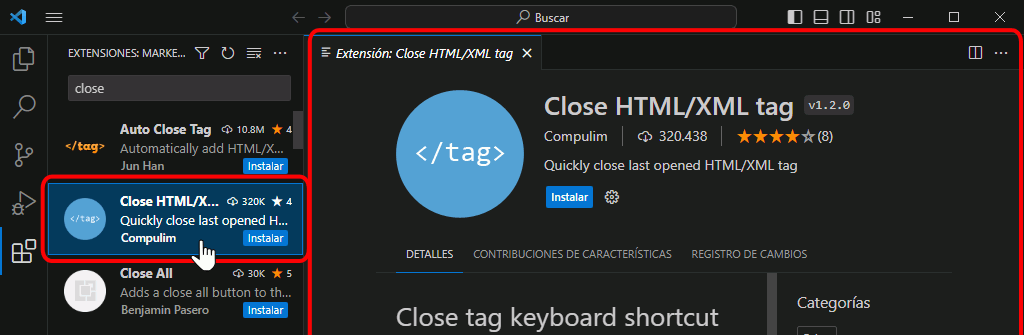 Buscar
EXTENSIONES: MARKE...
close
Auto Close Tag 10.8M 4
<tag> Automatically add HTML/X...
Jun Han Instalar
Close HTML/X... 320K 4
</tag> Quickly close last opened H...
Compulim Instalar
Close All 30K 5
Adds a close all button to th...
Benjamin Pasero Instalar
Extensión: Close HTML/XML tag
</tag>
Close HTML/XML tag v1.2.0
Compulim 320.438 (8)
Quickly close last opened HTML/XML tag
Instalar
DETALLES CONTRIBUCIONES DE CARACTERÍSTICAS REGISTRO DE CAMBIOS
Close tag keyboard shortcut
Categorías